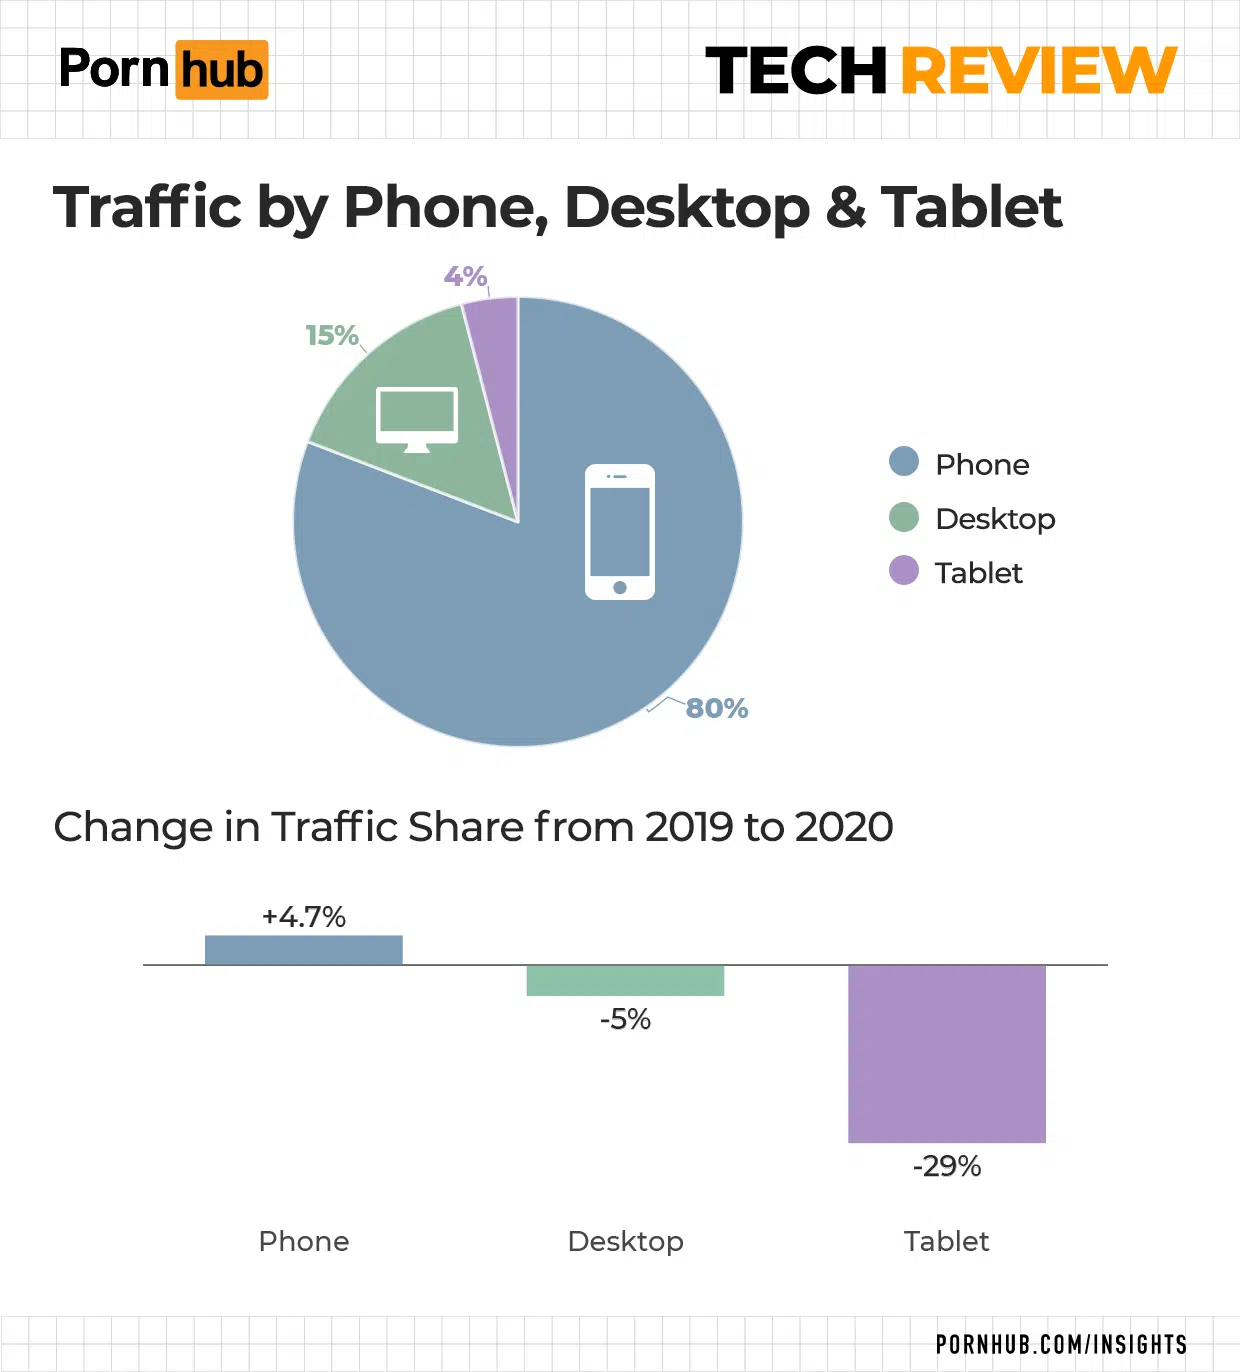 Pornhub
TECH REVIEW
Traffic by Phone, Desktop & Tablet
4%
15%
80%
Phone
Desktop
Tablet
Change in Traffic Share from 2019 to 2020
+4.7%
-5%
-29%
Phone Desktop Tablet
PORNHUB.COM/INSIGHTS